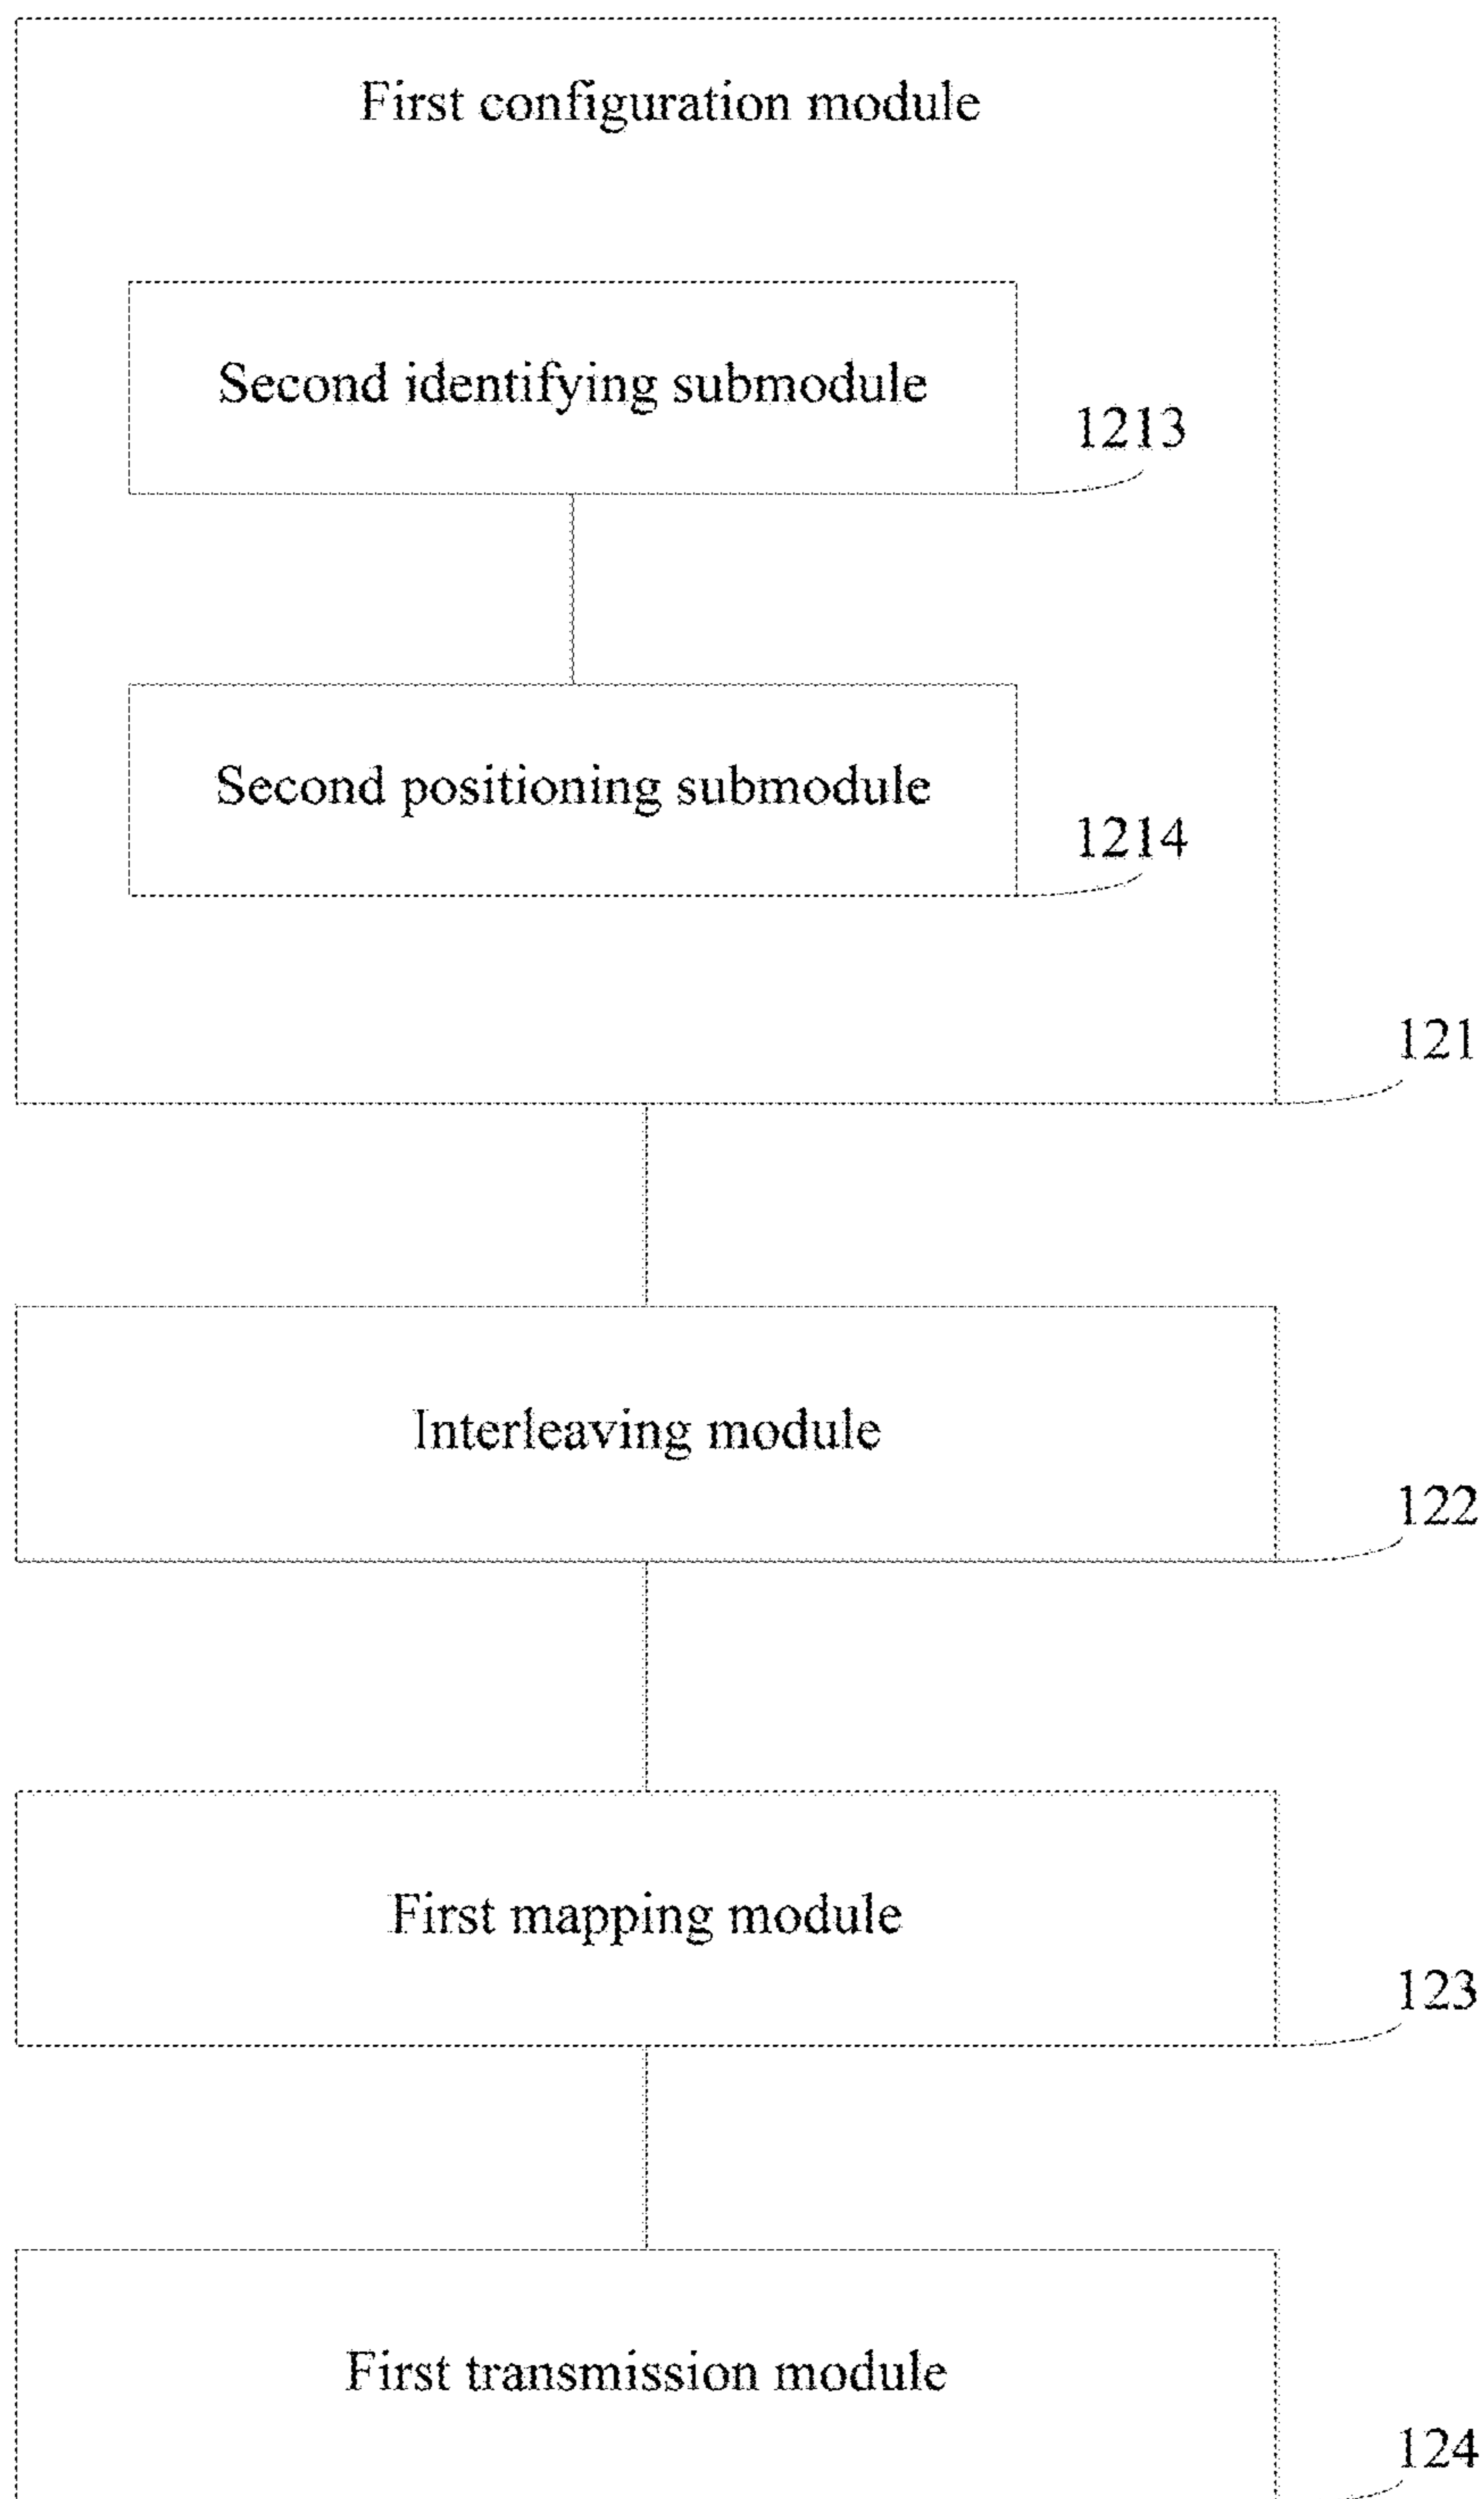 First configuration module
Second identifying submodule
1213
Second positioning submodule
1214
121
Interleaving module
122
First mapping module
123
First transmission module
124